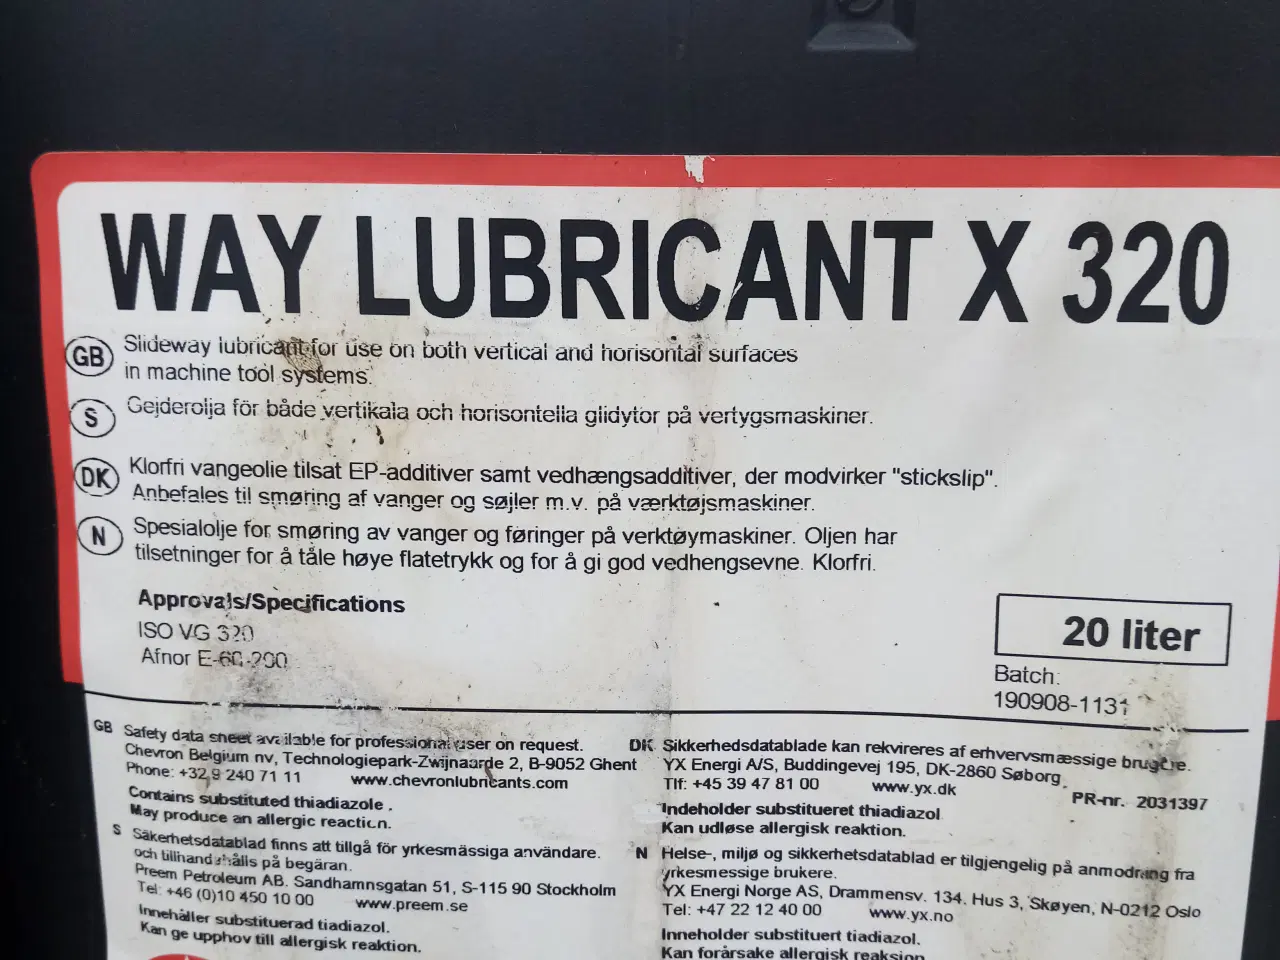 WAY LUBRICANT X 320
GB Slideway lubricant for use on both vertical and horisontal surfaces
in machine tool systems.
S Gejderolja för både vertikala och horisontella glidytor på vertygsmaskiner.
DK Klorfri vangeolie tilsat EP-additiver samt vedhængsadditiver, der modvirker "stickslip".
Anbefales til smøring af vanger og søjler m.v. på værktøjsmaskiner.
N Spesialolje for smøring av vanger og føringer på verktøymaskiner. Oljen har
tilsetninger for å tåle høye flatetrykk og for å gi god vedhengsevne. Klorfri.
Approvals/Specifications
ISO VG 320
Afnor E-60-200
20 liter
Batch:
190908-1131
GB Safety data sheet available for professional user on request.
Chevron Belgium nv, Technologiepark-Zwijnaarde 2, B-9052 Ghent
Phone: +32 9 240 71 11 www.chevronlubricants.com
Contains substituted thiadiazole .
May produce an allergic reaction.
S Säkerhetsdatablad finns att tillgå för yrkesmässiga användare.
och tillhandahålls på begäran.
Preem Petroleum AB. Sandhamnsgatan 51, S-115 90 Stockholm
Tel: +46 (0)10 450 10 00 www.preem.se
Innehåller substituerad tiadiazol.
Kan ge upphov till allergisk reaktion.
DK Sikkerhedsdatablade kan rekvireres af erhvervsmæssige brugere.
YX Energi A/S, Buddingevej 195, DK-2860 Søborg
Tlf: +45 39 47 81 00 www.yx.dk
PR-nr. 2031397
Indeholder substitueret thiadiazol
Kan udløse allergisk reaktion.
N Helse-, miljø og sikkerhetsdatablad er tilgjengelig på anmodning fra
yrkesmessige brukere.
YX Energi Norge AS, Drammensv. 134. Hus 3, Skøyen, N-0212 Oslo
Tel: +47 22 12 40 00 www.yx.no
Inneholder substituert tiadiazol.
Kan forårsake allergisk reaksjon